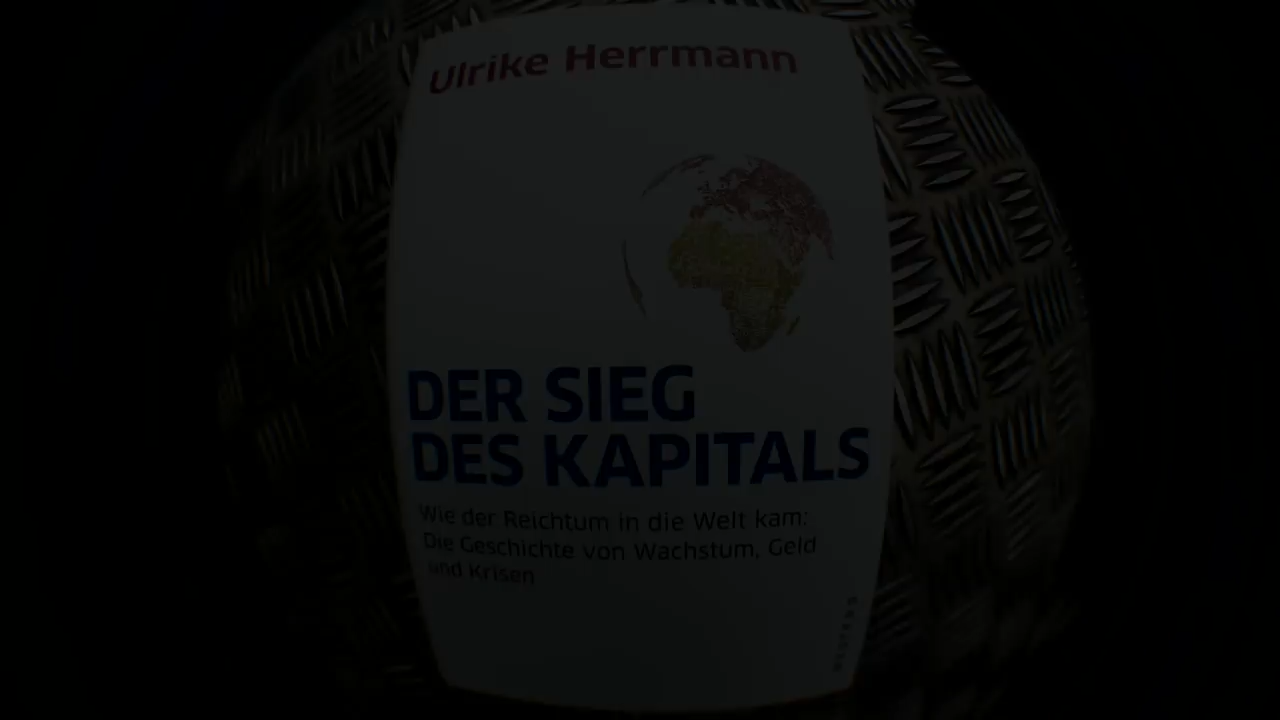 Ulrike Herrmann
DER SIEG
DES KAPITALS
Wie der Reichtum in die Welt kam:
Die Geschichte von Wachstum, Geld
und Krisen